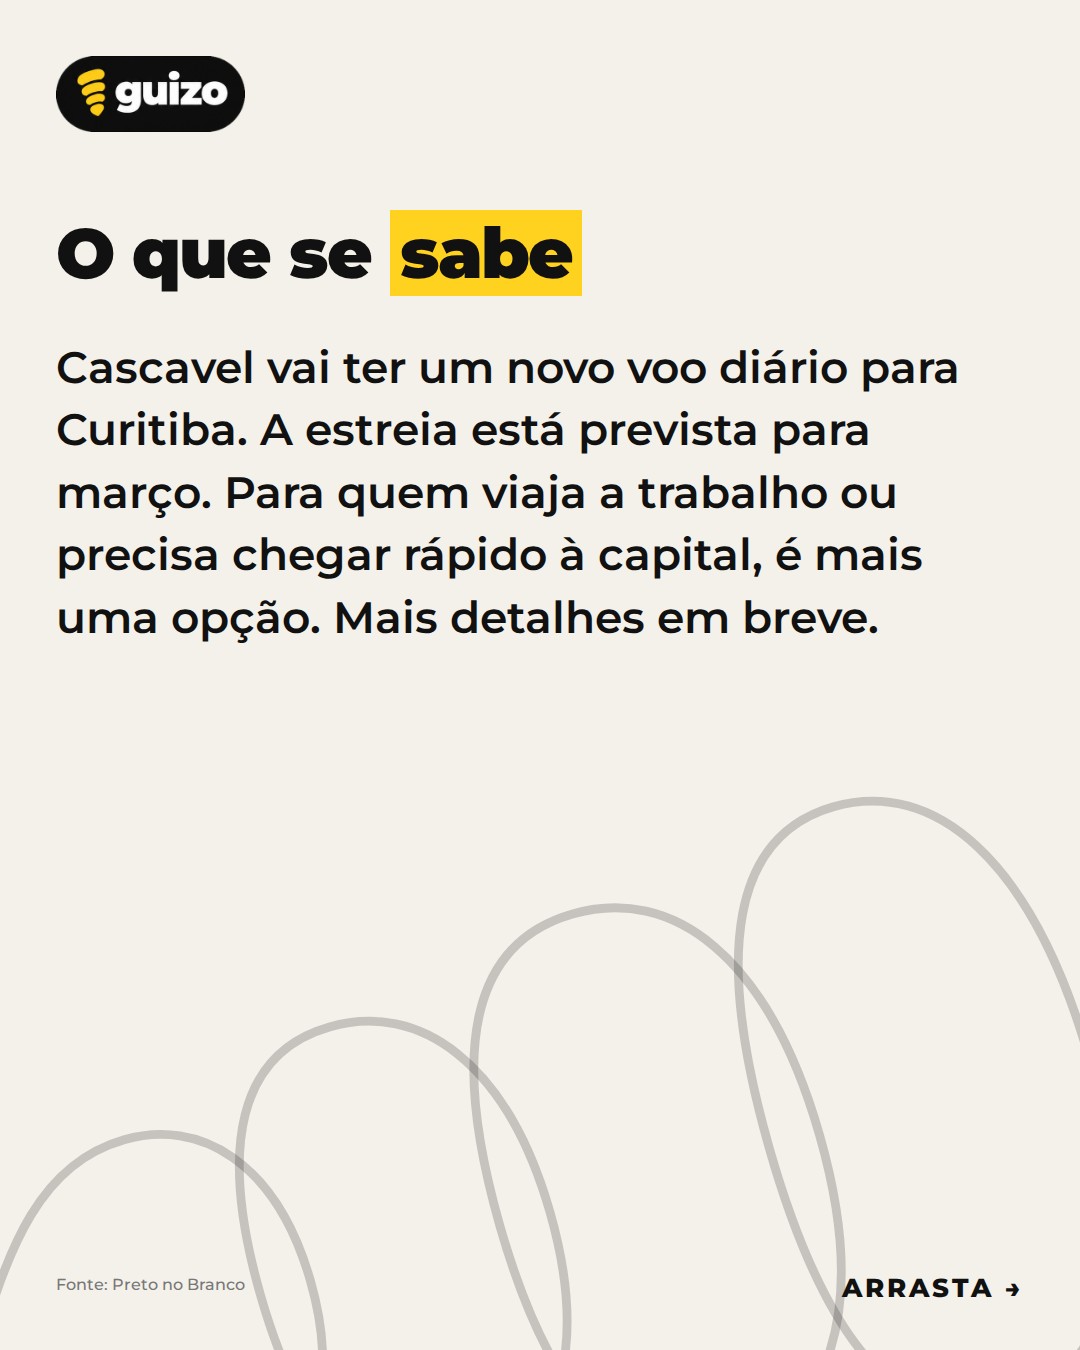 guizo
O que se sabe
Cascavel vai ter um novo voo diário para
Curitiba. A estreia está prevista para
março. Para quem viaja a trabalho ou
precisa chegar rápido à capital, é mais
uma opção. Mais detalhes em breve.
Fonte: Preto no Branco
ARRASTA →